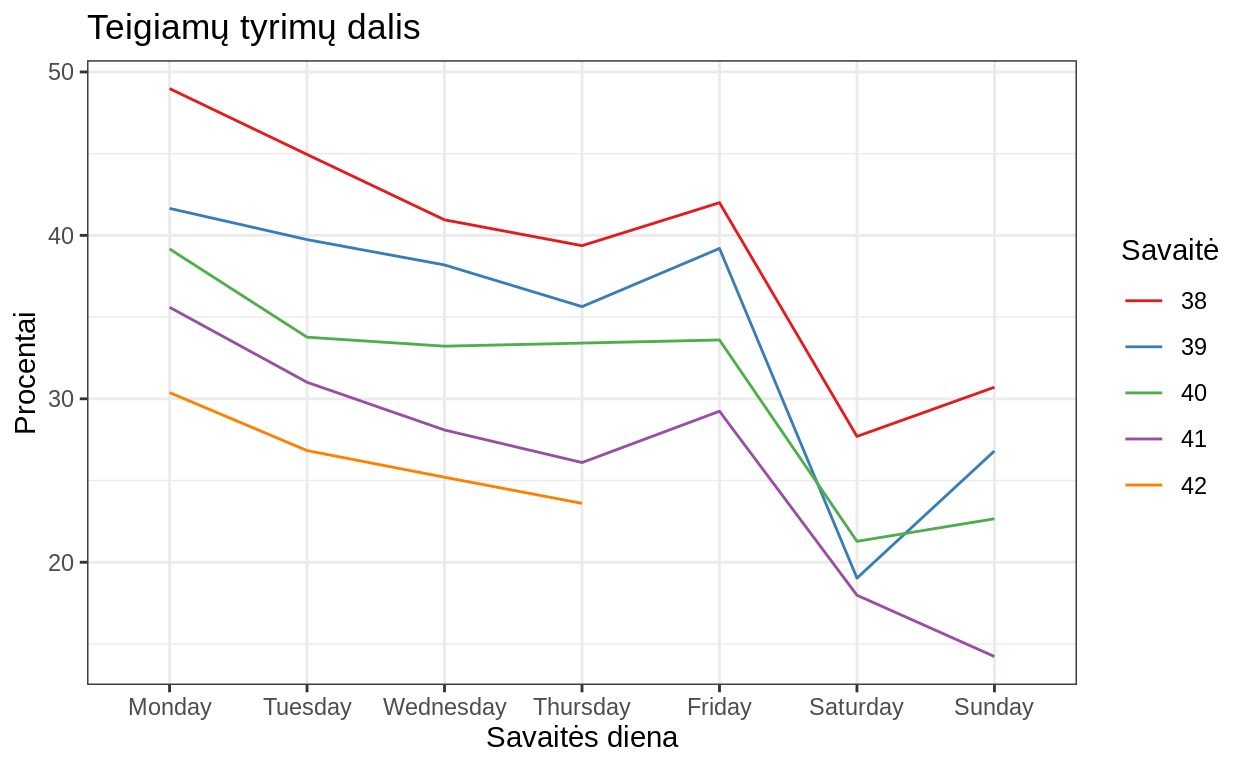 Teigiamų tyrimų dalis
50
40
30
20
Procentai
Monday Tuesday Wednesday Thursday Friday Saturday Sunday
Savaitės diena
Savaitė
38
39
40
41
42